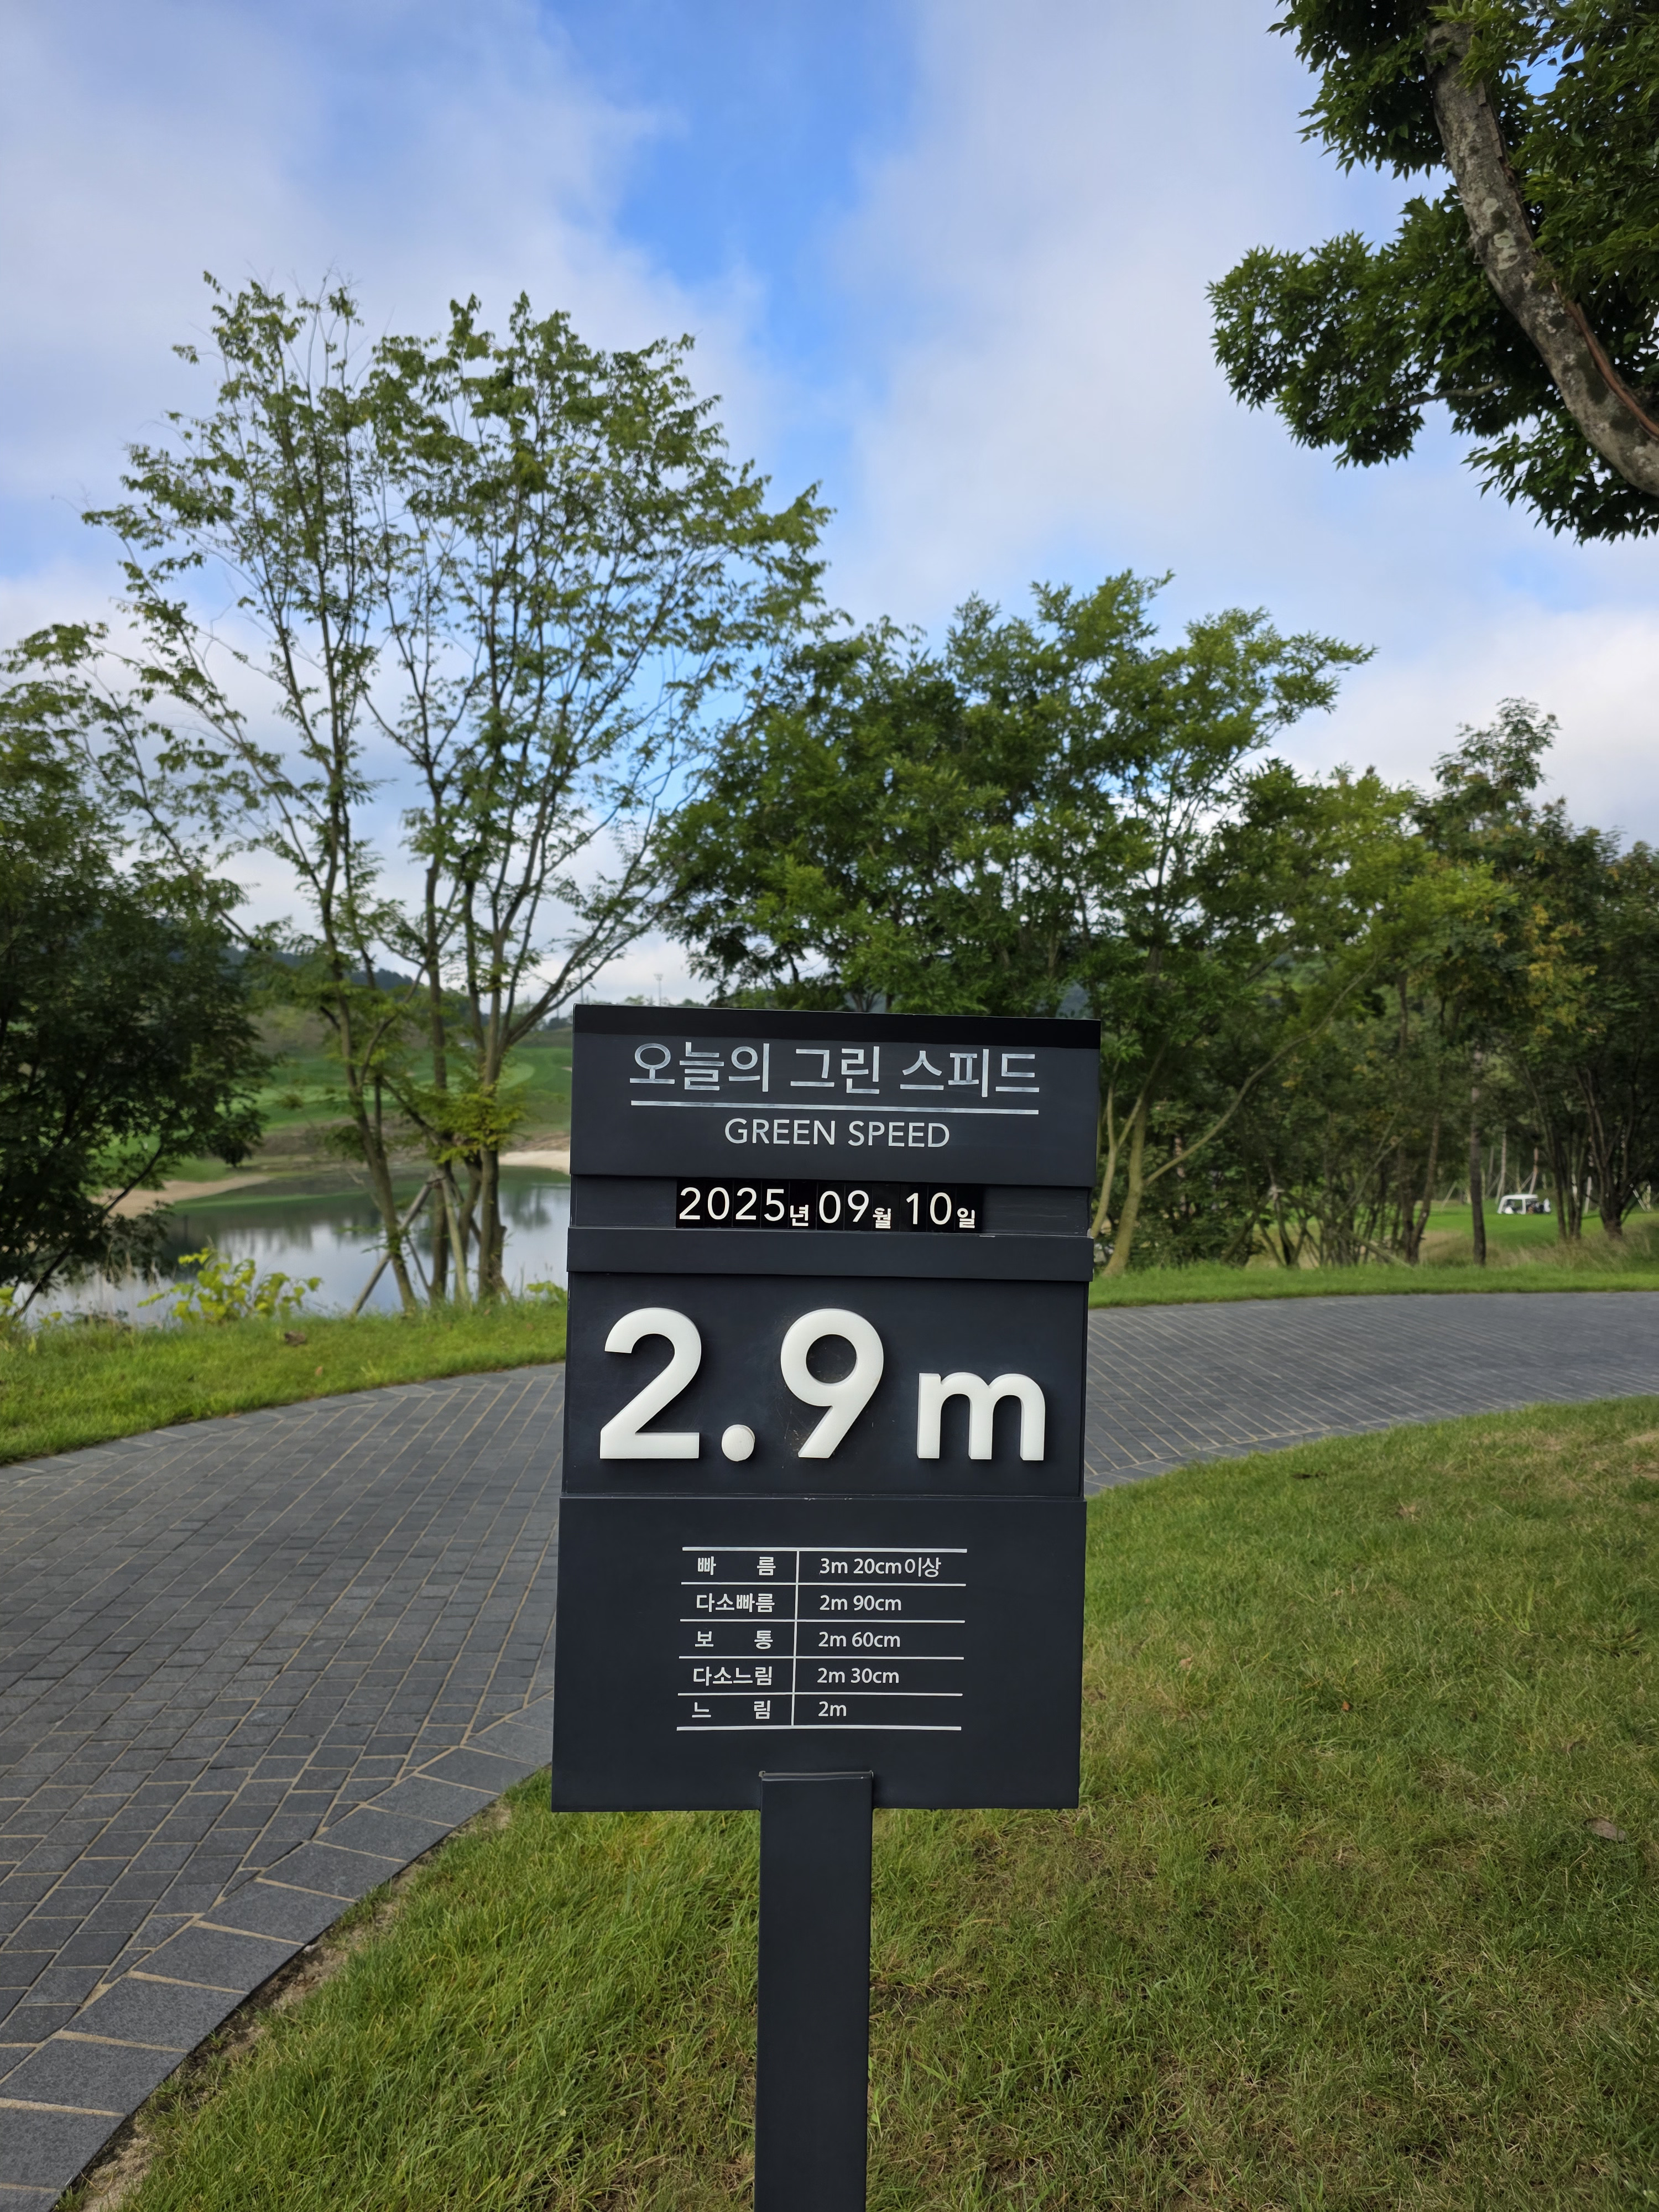 오늘의 그린 스피드
GREEN SPEED
2025년 09월 10일
2.9m
빠 름 3m 20cm이상
다소빠름 2m 90cm
보 통 2m 60cm
다소느림 2m 30cm
느 림 2m